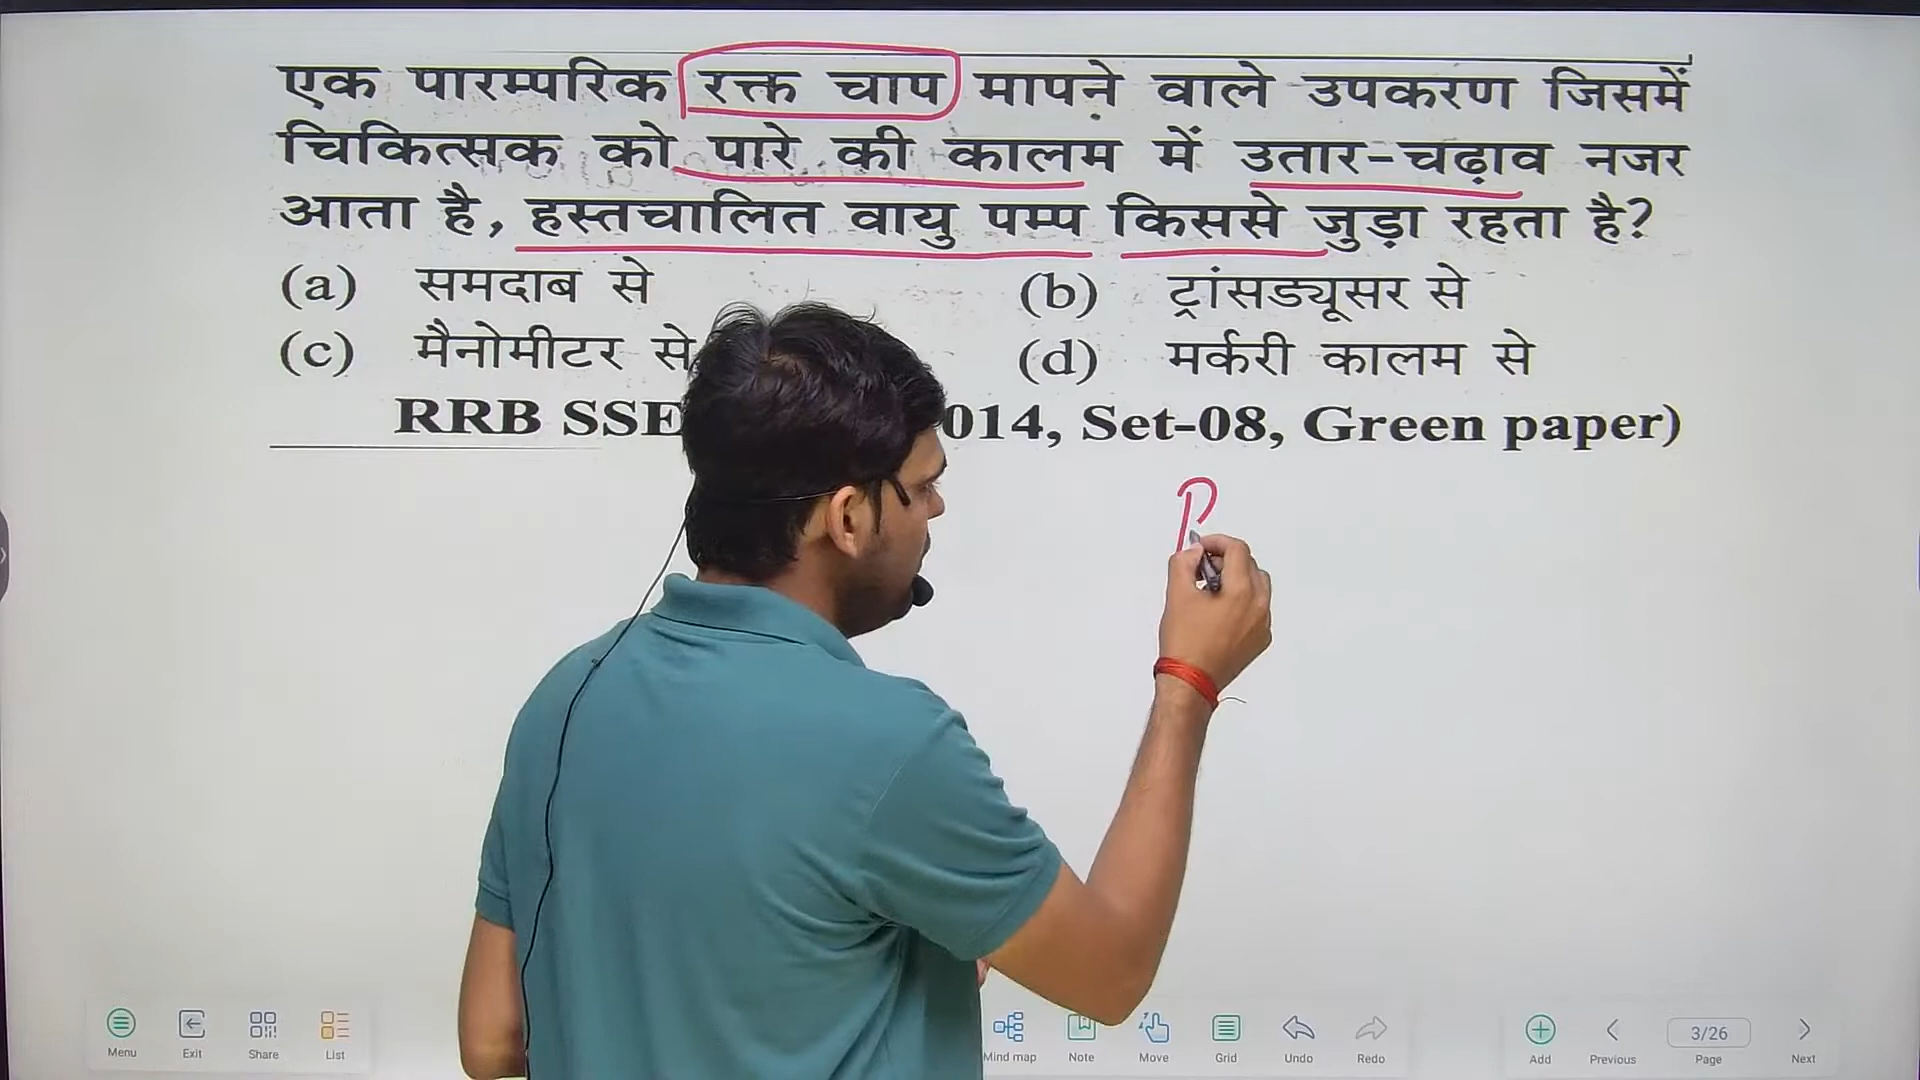 एक पारम्परिक रक्त चाप मापने वाले उपकरण जिसमें
चिकित्सक को पारे की कालम में उतार-चढ़ाव नजर
आता है, हस्तचालित वायु पम्प किससे जुड़ा रहता है?
(a) समदाब से (b) ट्रांसड्यूसर से
(c) मैनोमीटर से (d) मर्करी कालम से
RRB SSE 014, Set-08, Green paper)
P
Menu Exit Share List Mind map Note Move Grid Undo Redo Add Previous 3/26 Page Next